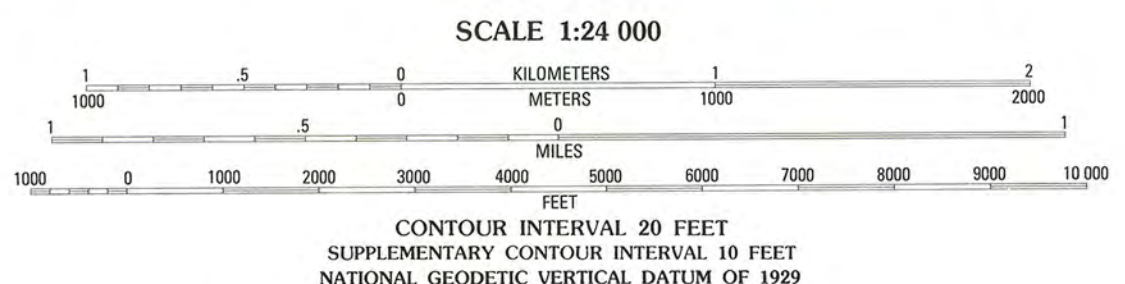 SCALE 1:24 000
1 .5 0 KILOMETERS 1 2
1000 0 METERS 1000 2000
1 .5 0 1
MILES
1000 0 1000 2000 3000 4000 5000 6000 7000 8000 9000 10 000
FEET
CONTOUR INTERVAL 20 FEET
SUPPLEMENTARY CONTOUR INTERVAL 10 FEET
NATIONAL GEODETIC VERTICAL DATUM OF 1929